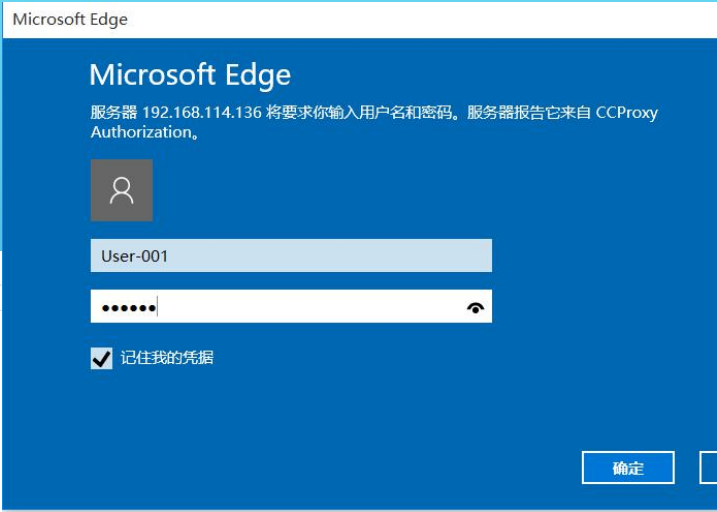 Microsoft Edge
Microsoft Edge
服务器 192.168.114.136 将要求你输入用户名和密码。服务器报告它来自 CCProxy
Authorization。
User-001
••••••
记住我的凭据
确定